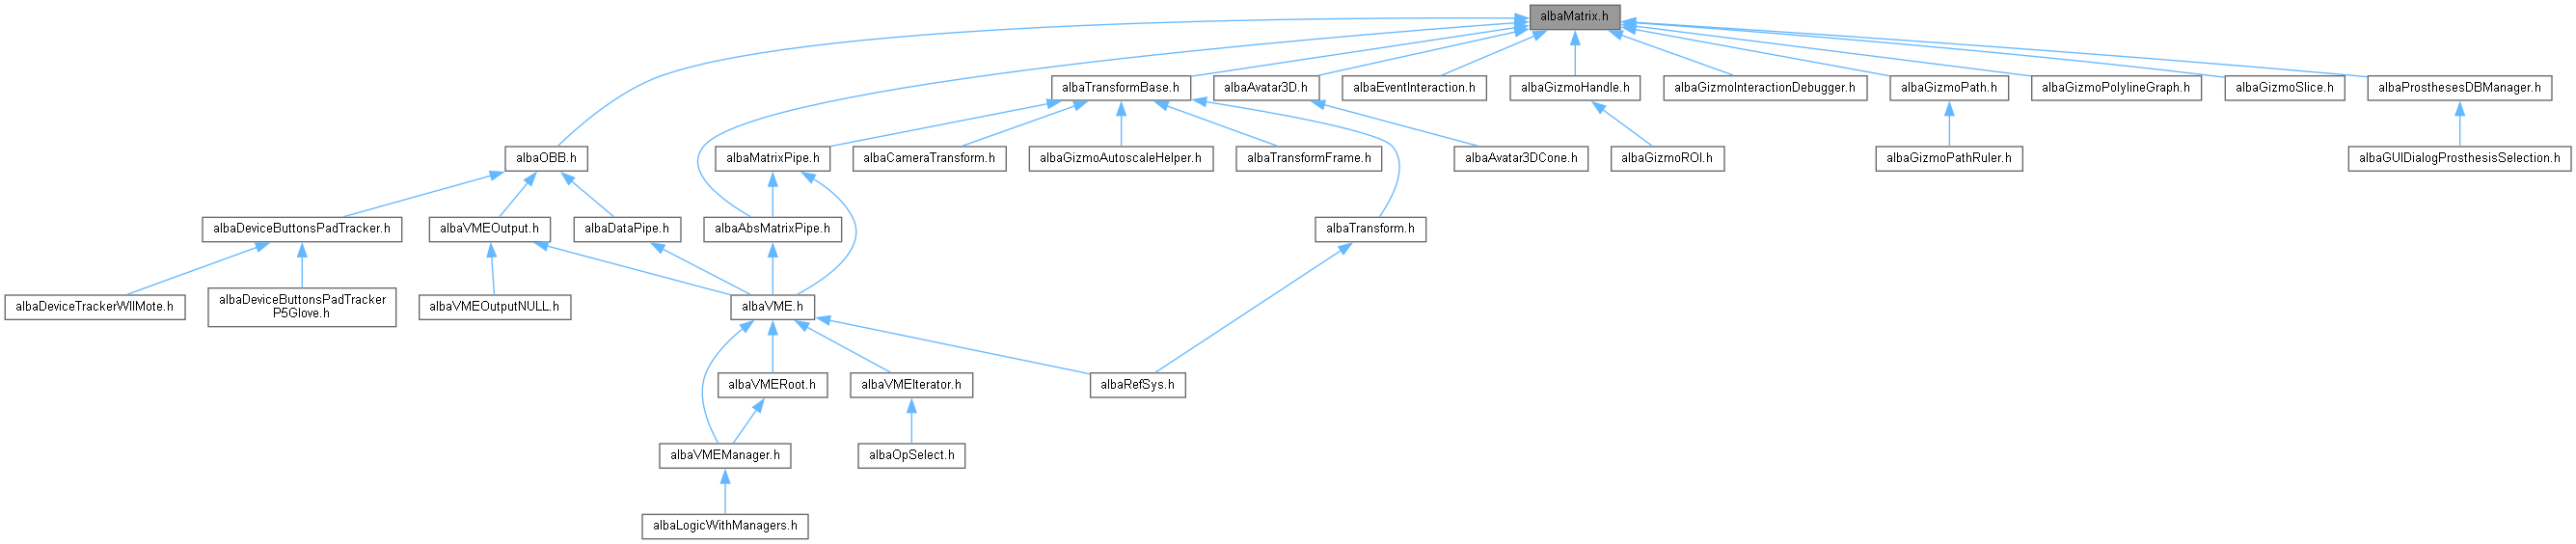 albaMatrix.h
albaTransformBase.h
albaAvatar3D.h
albaEventInteraction.h
albaGizmoHandle.h
albaGizmoInteractionDebugger.h
albaGizmoPath.h
albaGizmoPolylineGraph.h
albaGizmoSlice.h
albaProsthesesDBManager.h
albaOBB.h
albaMatrixPipe.h
albaCameraTransform.h
albaGizmoAutoscaleHelper.h
albaTransformFrame.h
albaAvatar3DCone.h
albaGizmoROI.h
albaGizmoPathRuler.h
albaGUIDialogProsthesisSelection.h
albaDeviceButtonsPadTracker.h
albaVMEOutput.h
albaDataPipe.h
albaAbsMatrixPipe.h
albaTransform.h
albaDeviceTrackerWIIMote.h
albaDeviceButtonsPadTracker
P5Glove.h
albaVMEOutputNULL.h
albaVME.h
albaVMERoot.h
albaVMEIterator.h
albaRefSys.h
albaVMEManager.h
albaOpSelect.h
albaLogicWithManagers.h